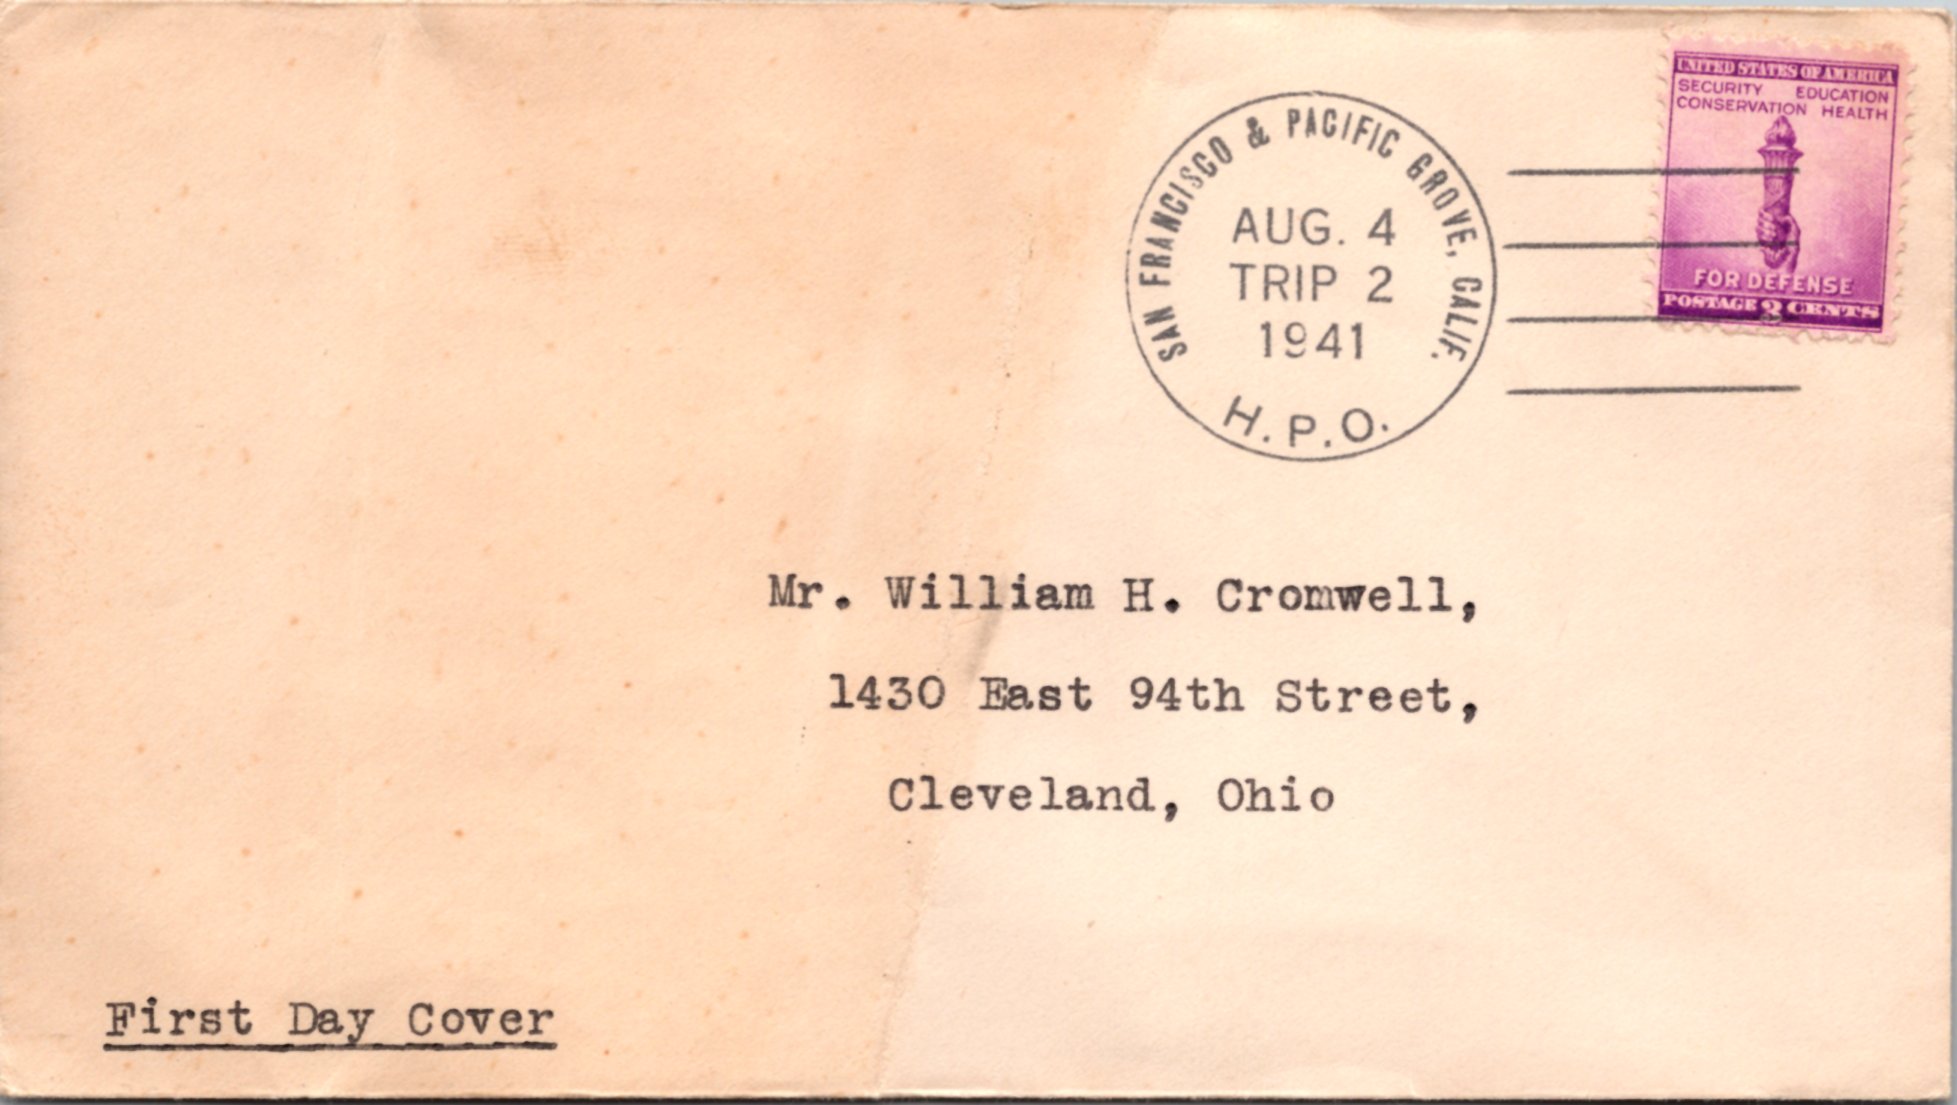 UNITED STATES OF AMERICA
SECURITY EDUCATION
CONSERVATION HEALTH
FOR DEFENSE
POSTAGE 2 CENTS
SAN FRANCISCO & PACIFIC GROVE, CALIF.
AUG. 4
TRIP 2
1941
H.P.O.
Mr. William H. Cromwell,
1430 East 94th Street,
Cleveland, Ohio
First Day Cover